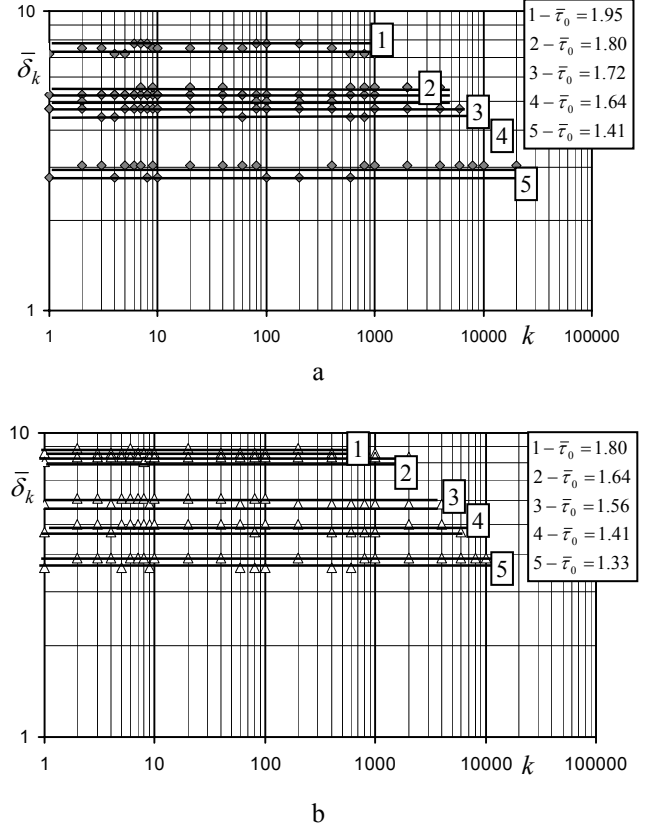 10
δ̄k
1
1 10 100 1000 10000 k 100000
1
2
3
4
5
1 – τ̄0 = 1.95
2 – τ̄0 = 1.80
3 – τ̄0 = 1.72
4 – τ̄0 = 1.64
5 – τ̄0 = 1.41
a
10
δ̄k
1
1 10 100 1000 10000 k 100000
1
2
3
4
5
1 – τ̄0 = 1.80
2 – τ̄0 = 1.64
3 – τ̄0 = 1.56
4 – τ̄0 = 1.41
5 – τ̄0 = 1.33
b